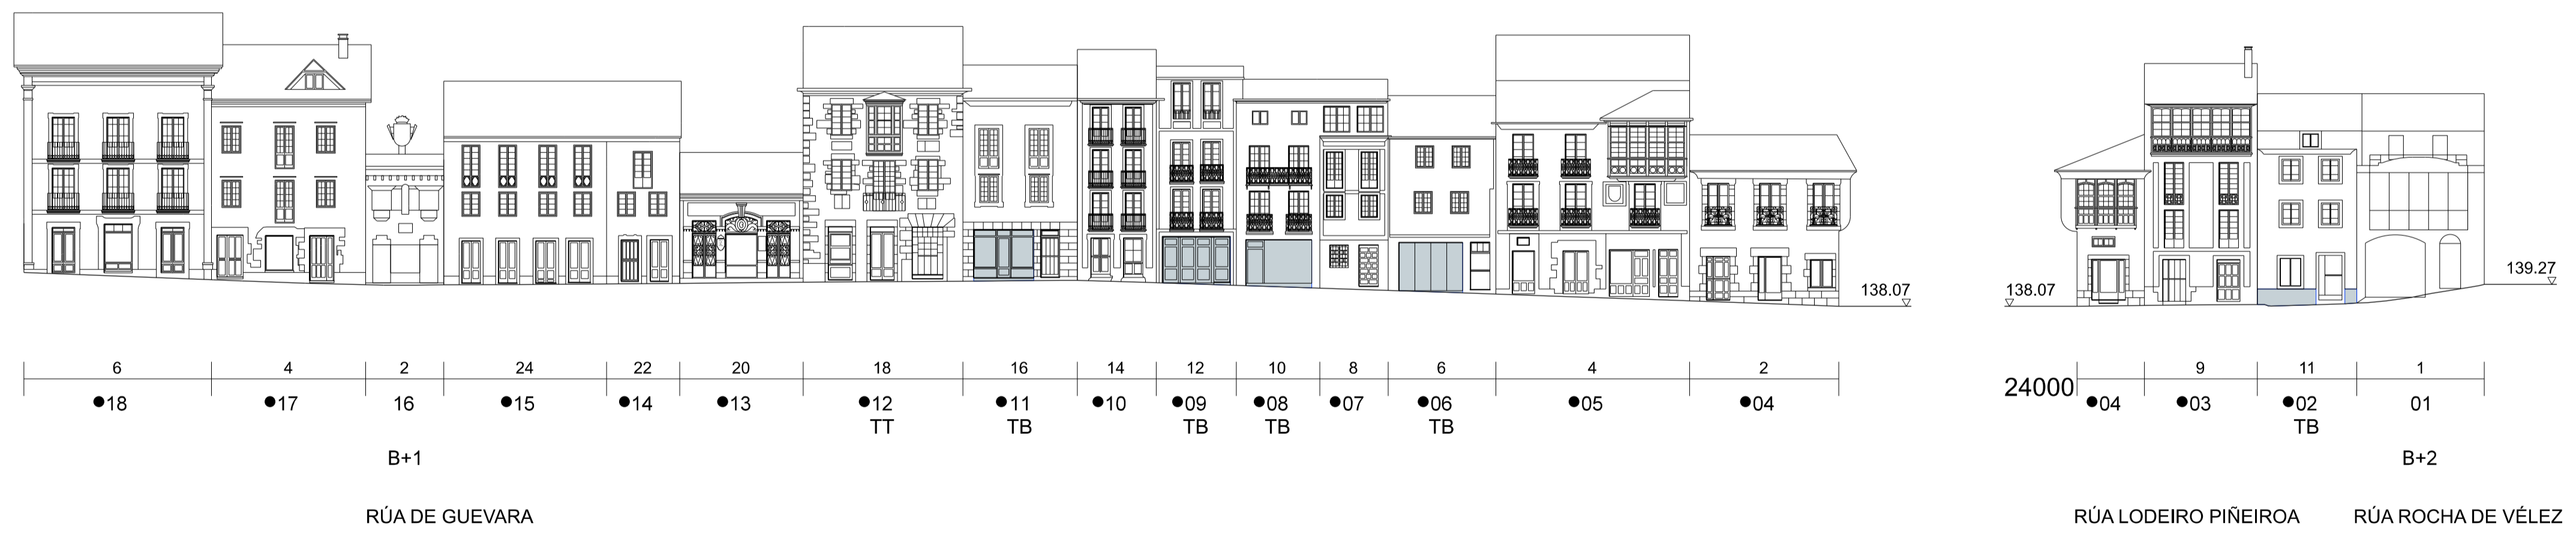 138.07 138.07 139.27
6 4 2 24 22 20 18 16 14 12 10 8 6 4 2 9 11 1
24000
●18 ●17 16 ●15 ●14 ●13 ●12 ●11 ●10 ●09 ●08 ●07 ●06 ●05 ●04 ●04 ●03 ●02 01
TT TB TB TB TB TB
B+1 B+2
RÚA DE GUEVARA RÚA LODEIRO PIÑEIROA RÚA ROCHA DE VÉLEZ